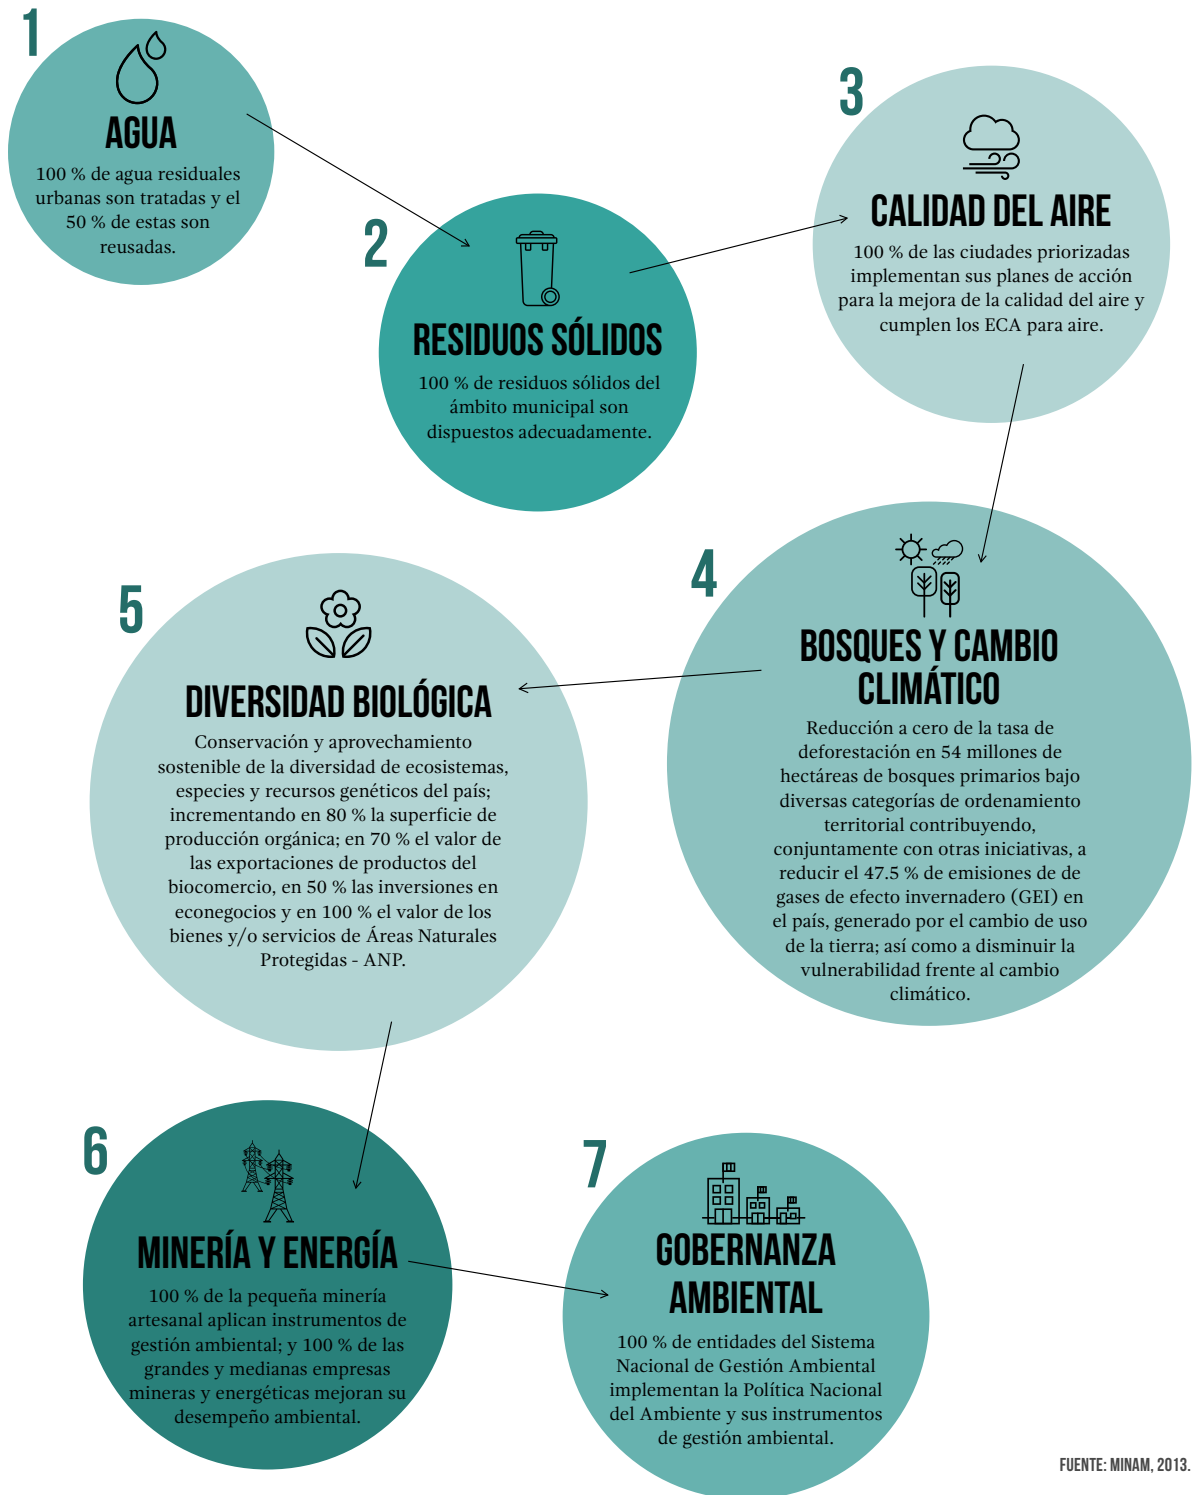 1
AGUA
100 % de agua residuales
urbanas son tratadas y el
50 % de estas son
reusadas.
2
RESIDUOS SÓLIDOS
100 % de residuos sólidos del
ámbito municipal son
dispuestos adecuadamente.
3
CALIDAD DEL AIRE
100 % de las ciudades priorizadas
implementan sus planes de acción
para la mejora de la calidad del aire y
cumplen los ECA para aire.
4
BOSQUES Y CAMBIO
CLIMÁTICO
Reducción a cero de la tasa de
deforestación en 54 millones de
hectáreas de bosques primarios bajo
diversas categorías de ordenamiento
territorial contribuyendo,
conjuntamente con otras iniciativas, a
reducir el 47.5 % de emisiones de de
gases de efecto invernadero (GEI) en
el país, generado por el cambio de uso
de la tierra; así como a disminuir la
vulnerabilidad frente al cambio
climático.
5
DIVERSIDAD BIOLÓGICA
Conservación y aprovechamiento
sostenible de la diversidad de ecosistemas,
especies y recursos genéticos del país;
incrementando en 80 % la superficie de
producción orgánica; en 70 % el valor de
las exportaciones de productos del
biocomercio, en 50 % las inversiones en
econegocios y en 100 % el valor de los
bienes y/o servicios de Áreas Naturales
Protegidas - ANP.
6
MINERÍA Y ENERGÍA
100 % de la pequeña minería
artesanal aplican instrumentos de
gestión ambiental; y 100 % de las
grandes y medianas empresas
mineras y energéticas mejoran su
desempeño ambiental.
7
GOBERNANZA
AMBIENTAL
100 % de entidades del Sistema
Nacional de Gestión Ambiental
implementan la Política Nacional
del Ambiente y sus instrumentos
de gestión ambiental.
FUENTE: MINAM, 2013.